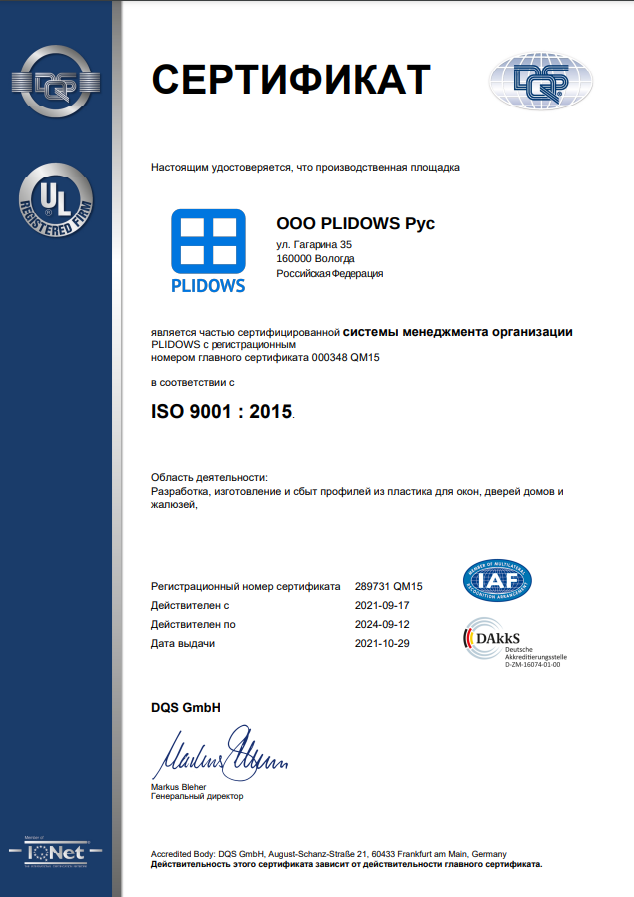 DQS
СЕРТИФИКАТ
DQS
Настоящим удостоверяется, что производственная площадка
UL
®
REGISTERED FIRM
PLIDOWS
ООО PLIDOWS Рус
ул. Гагарина 35
160000 Вологда
Российская Федерация
является частью сертифицированной системы менеджмента организации
PLIDOWS с регистрационным
номером главного сертификата 000348 QM15
в соответствии с
ISO 9001 : 2015.
Область деятельности:
Разработка, изготовление и сбыт профилей из пластика для окон, дверей домов и
жалюзей,
Регистрационный номер сертификата 289731 QM15
Действителен с 2021-09-17
Действителен по 2024-09-12
Дата выдачи 2021-10-29
MEMBER OF MULTILATERAL
IAF
RECOGNITION ARRANGEMENT
DAkkS
Deutsche
Akkreditierungsstelle
D-ZM-16074-01-00
DQS GmbH
Markus Bleher
Генеральный директор
Member of
IQNet
Accredited Body: DQS GmbH, August-Schanz-Straße 21, 60433 Frankfurt am Main, Germany
Действительность этого сертификата зависит от действительности главного сертификата.